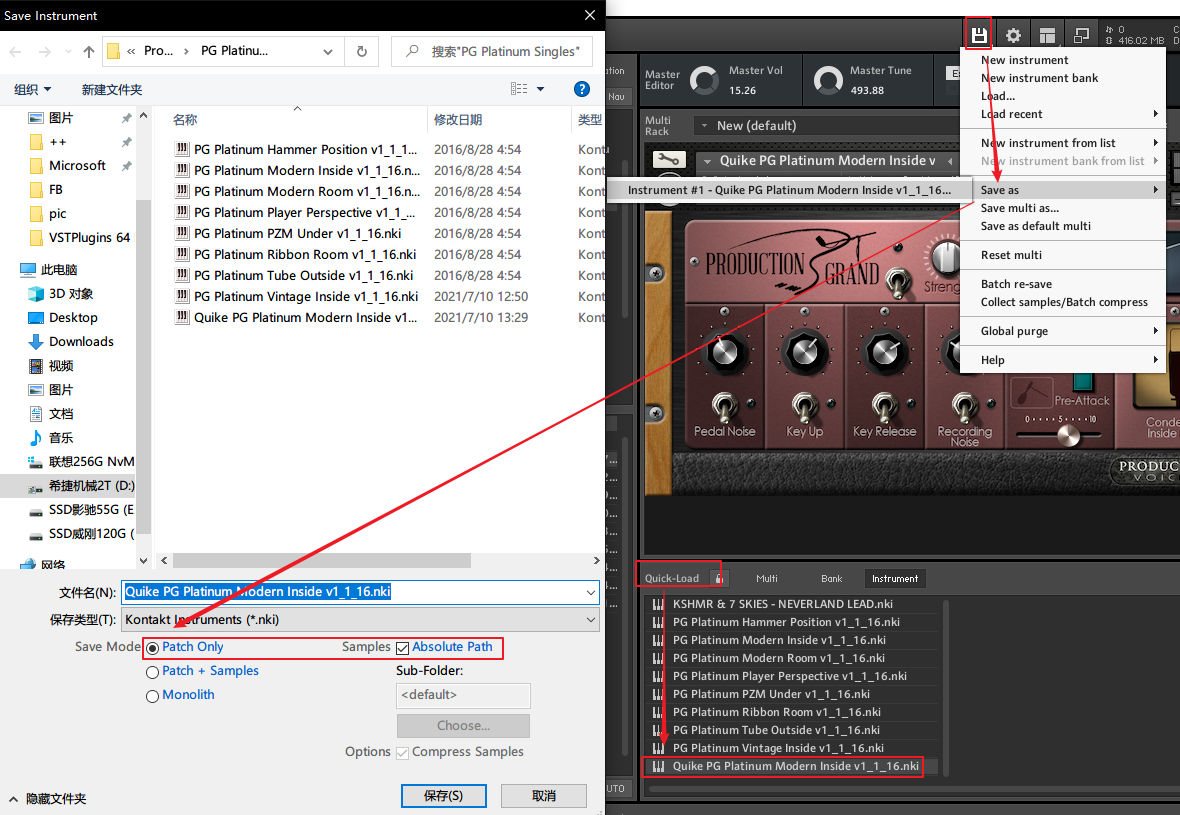 Save Instrument
« Pro... › PG Platinu...
搜索"PG Platinum Singles"
组织
新建文件夹
图片
++
Microsoft
FB
pic
VSTPlugins 64
此电脑
3D 对象
Desktop
Downloads
视频
图片
文档
音乐
联想256G NvM
希捷机械2T (D:)
SSD影驰55G (E
SSD威刚120G (
网络
名称 修改日期 类型
PG Platinum Hammer Position v1_1_1... 2016/8/28 4:54 Kontu
PG Platinum Modern Inside v1_1_16.n... 2016/8/28 4:54 Kont
PG Platinum Modern Room v1_1_16.n... 2016/8/28 4:54 Kont
PG Platinum Player Perspective v1_1_... 2016/8/28 4:54 Kont
PG Platinum PZM Under v1_1_16.nki 2016/8/28 4:54 Kont
PG Platinum Ribbon Room v1_1_16.nki 2016/8/28 4:54 Kont
PG Platinum Tube Outside v1_1_16.nki 2016/8/28 4:54 Kont
PG Platinum Vintage Inside v1_1_16.nki 2021/7/10 12:50 Kont
Quike PG Platinum Modern Inside v1... 2021/7/10 13:29 Kont
文件名(N): Quike PG Platinum Modern Inside v1_1_16.nki
保存类型(T): Kontakt Instruments (*.nki)
Save Mode Patch Only Samples Absolute Path
Patch + Samples Sub-Folder:
Monolith <default>
Choose...
Options Compress Samples
隐藏文件夹
保存(S) 取消
0
416.02 MB
ation
Nav
Master
Editor
Master Vol
15.26
Master Tune
493.88
Multi
Rack
New (default)
Quike PG Platinum Modern Inside v
Instrument #1 - Quike PG Platinum Modern Inside v1_1_16...
New instrument
New instrument bank
Load...
Load recent
New instrument from list
New instrument bank from list
Save as
Save multi as...
Save as default multi
Reset multi
Batch re-save
Collect samples/Batch compress
Global purge
Help
PRODUCTION GRAND
Streng
Pedal Noise
Key Up
Key Release
Recording
Noise
Pre-Attack
0 5 10
Conde
Inside
PRODUC
VOIC
Quick-Load
Multi
Bank
Instrument
KSHMR & 7 SKIES - NEVERLAND LEAD.nki
PG Platinum Hammer Position v1_1_16.nki
PG Platinum Modern Inside v1_1_16.nki
PG Platinum Modern Room v1_1_16.nki
PG Platinum Player Perspective v1_1_16.nki
PG Platinum PZM Under v1_1_16.nki
PG Platinum Ribbon Room v1_1_16.nki
PG Platinum Tube Outside v1_1_16.nki
PG Platinum Vintage Inside v1_1_16.nki
Quike PG Platinum Modern Inside v1_1_16.nki
UTO